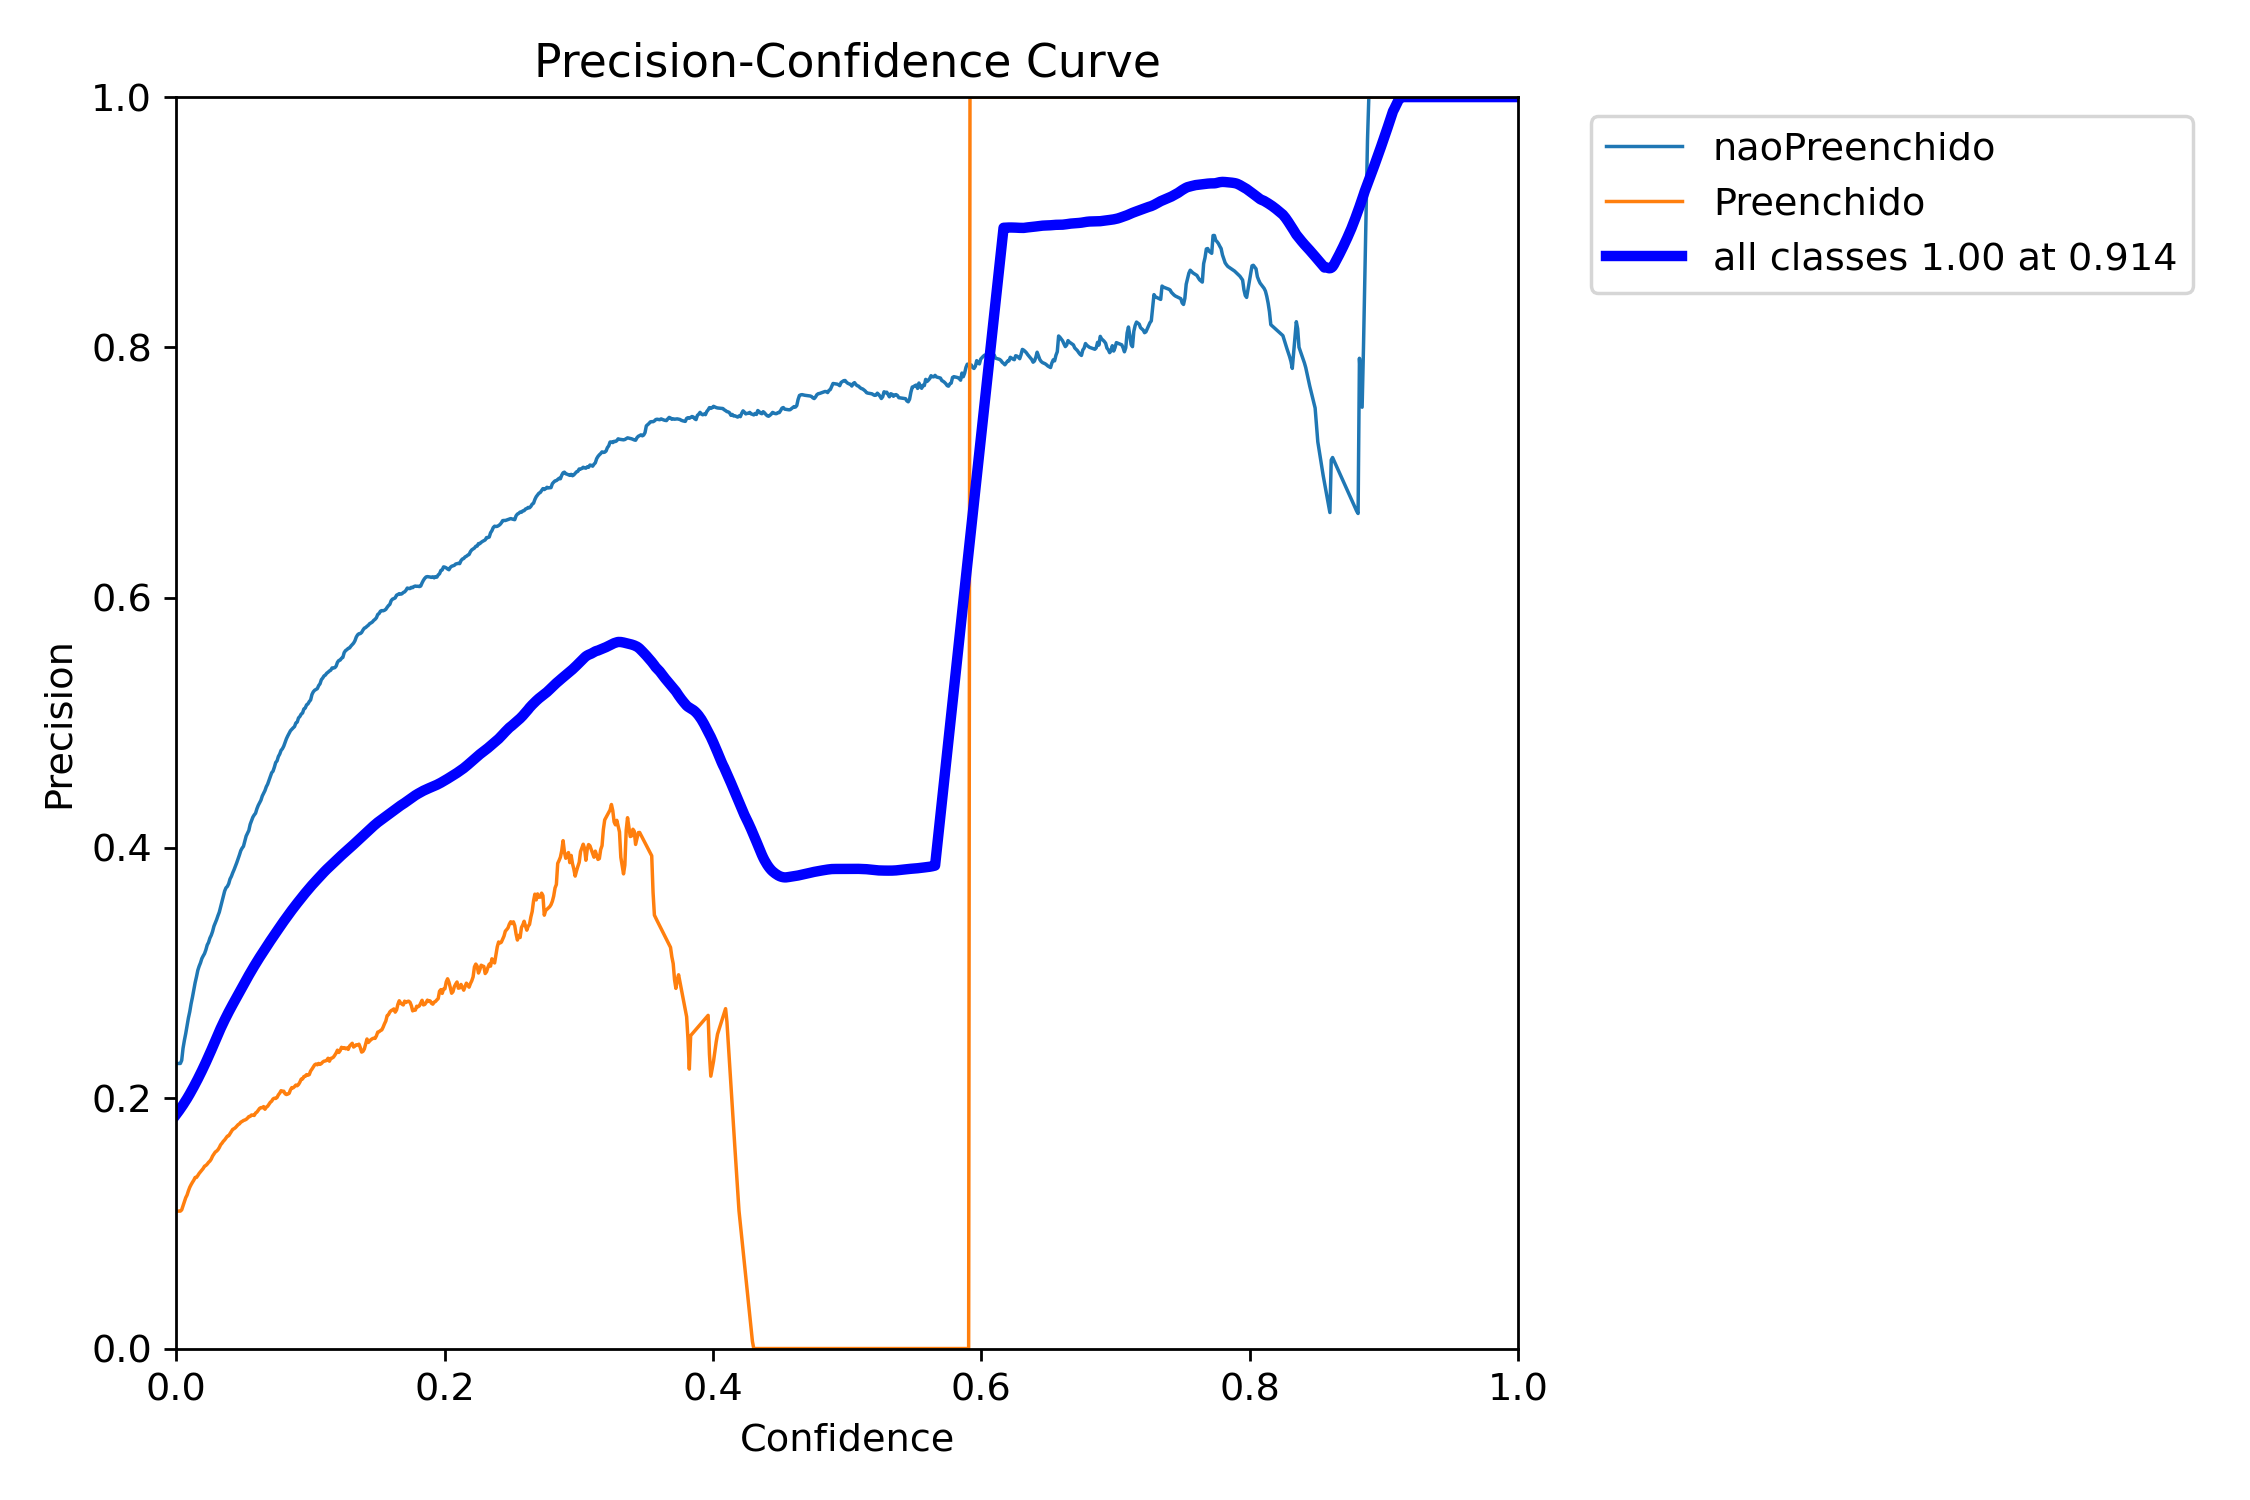 Precision-Confidence Curve
1.0
0.8
0.6
0.4
0.2
0.0
Precision
0.0 0.2 0.4 0.6 0.8 1.0
Confidence
naoPreenchido
Preenchido
all classes 1.00 at 0.914